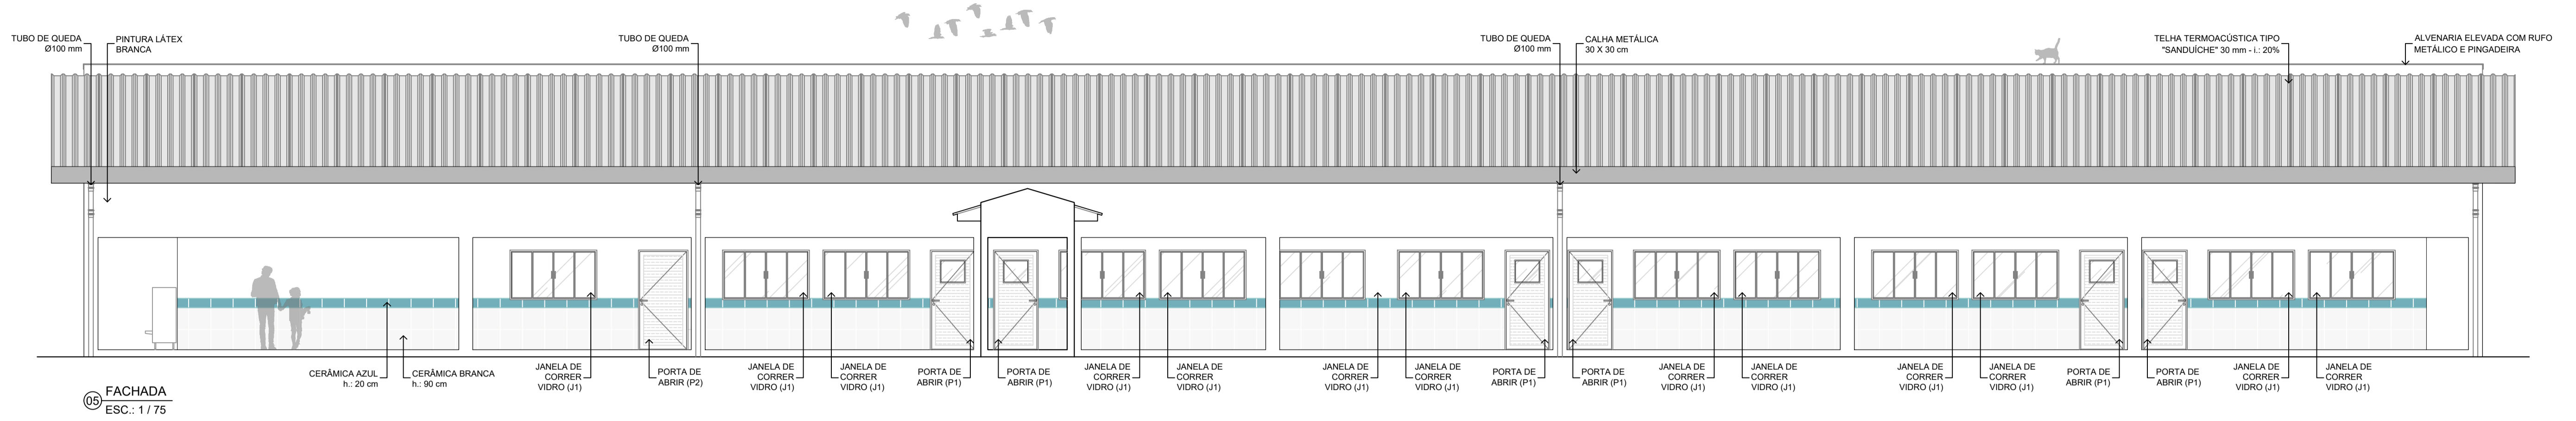 TUBO DE QUEDA
Ø100 mm
PINTURA LÁTEX
BRANCA
TUBO DE QUEDA
Ø100 mm
TUBO DE QUEDA
Ø100 mm
CALHA METÁLICA
30 X 30 cm
TELHA TERMOACÚSTICA TIPO
"SANDUÍCHE" 30 mm - i.: 20%
ALVENARIA ELEVADA COM RUFO
METÁLICO E PINGADEIRA
CERÂMICA AZUL
h.: 20 cm
CERÂMICA BRANCA
h.: 90 cm
JANELA DE
CORRER
VIDRO (J1)
PORTA DE
ABRIR (P2)
JANELA DE
CORRER
VIDRO (J1)
JANELA DE
CORRER
VIDRO (J1)
PORTA DE
ABRIR (P1)
PORTA DE
ABRIR (P1)
JANELA DE
CORRER
VIDRO (J1)
JANELA DE
CORRER
VIDRO (J1)
JANELA DE
CORRER
VIDRO (J1)
JANELA DE
CORRER
VIDRO (J1)
PORTA DE
ABRIR (P1)
PORTA DE
ABRIR (P1)
JANELA DE
CORRER
VIDRO (J1)
JANELA DE
CORRER
VIDRO (J1)
JANELA DE
CORRER
VIDRO (J1)
JANELA DE
CORRER
VIDRO (J1)
PORTA DE
ABRIR (P1)
PORTA DE
ABRIR (P1)
JANELA DE
CORRER
VIDRO (J1)
JANELA DE
CORRER
VIDRO (J1)
05 FACHADA
ESC.: 1 / 75